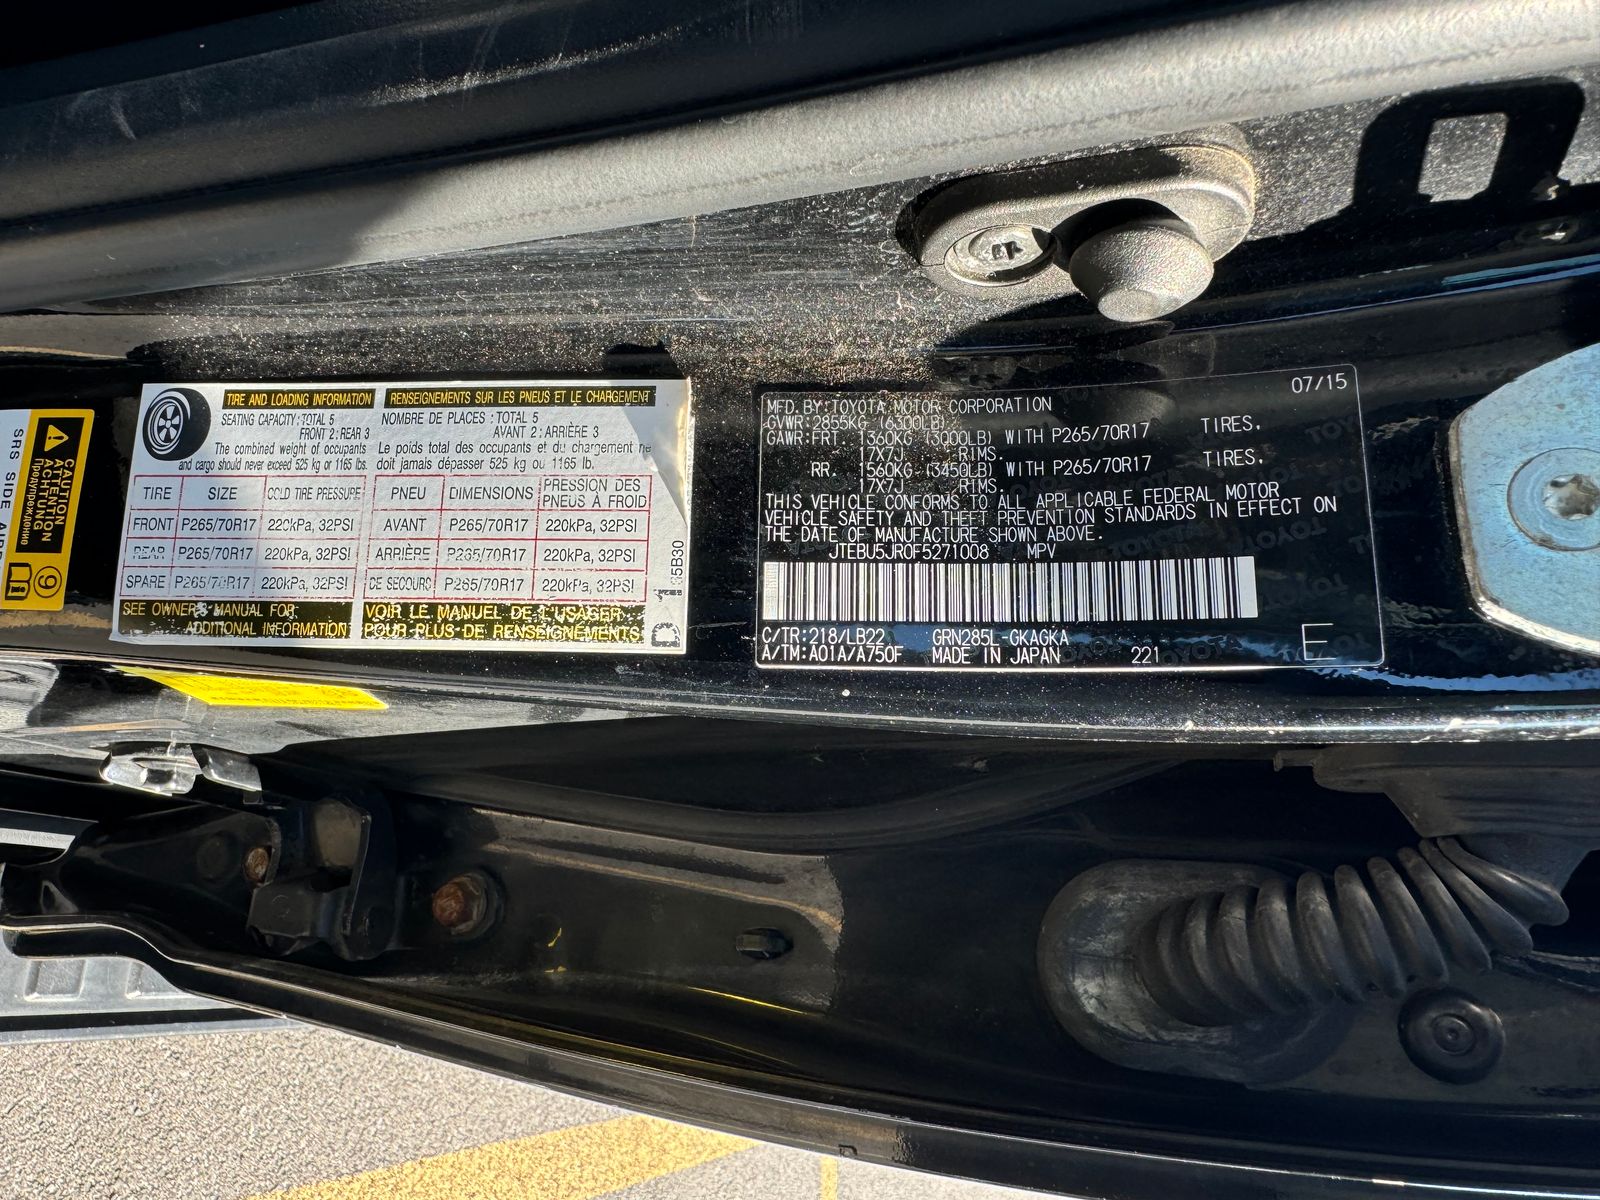 CAUTION
ATTENTION
ACHTUNG
Предупреждение
SRS SIDE
9
TIRE AND LOADING INFORMATION
SEATING CAPACITY: TOTAL 5
FRONT 2: REAR 3
The combined weight of occupants
and cargo should never exceed 525 kg or 1165 lbs.
RENSEIGNEMENTS SUR LES PNEUS ET LE CHARGEMENT
NOMBRE DE PLACES : TOTAL 5
AVANT 2 : ARRIÈRE 3
Le poids total des occupants et du chargement ne
doit jamais dépasser 525 kg ou 1165 lb.
TIRE SIZE COLD TIRE PRESSURE
FRONT P265/70R17 220kPa, 32PSI
REAR P265/70R17 220kPa, 32PSI
SPARE P265/70R17 220kPa, 32PSI
SEE OWNER'S MANUAL FOR
ADDITIONAL INFORMATION
PNEU DIMENSIONS PRESSION DES
PNEUS À FROID
AVANT P265/70R17 220kPa, 32PSI
ARRIÈRE P265/70R17 220kPa, 32PSI
DE SECOURS P265/70R17 220kPa, 32PSI
VOIR LE MANUEL DE L'USAGER
POUR PLUS DE RENSEIGNEMENTS
D
07/15
MFD. BY: TOYOTA MOTOR CORPORATION
GVWR: 2855KG (6300LB)
GAWR: FRT. 1360KG (3000LB) WITH P265/70R17 TIRES.
17X7J RIMS.
RR. 1560KG (3450LB) WITH P265/70R17 TIRES.
17X7J RIMS.
THIS VEHICLE CONFORMS TO ALL APPLICABLE FEDERAL MOTOR
VEHICLE SAFETY AND THEFT PREVENTION STANDARDS IN EFFECT ON
THE DATE OF MANUFACTURE SHOWN ABOVE.
JTEBU5JR0F5271008 MPV
C/TR: 218/LB22 GRN285L-GKAGKA
A/TM: A01A/A750F MADE IN JAPAN 221
E